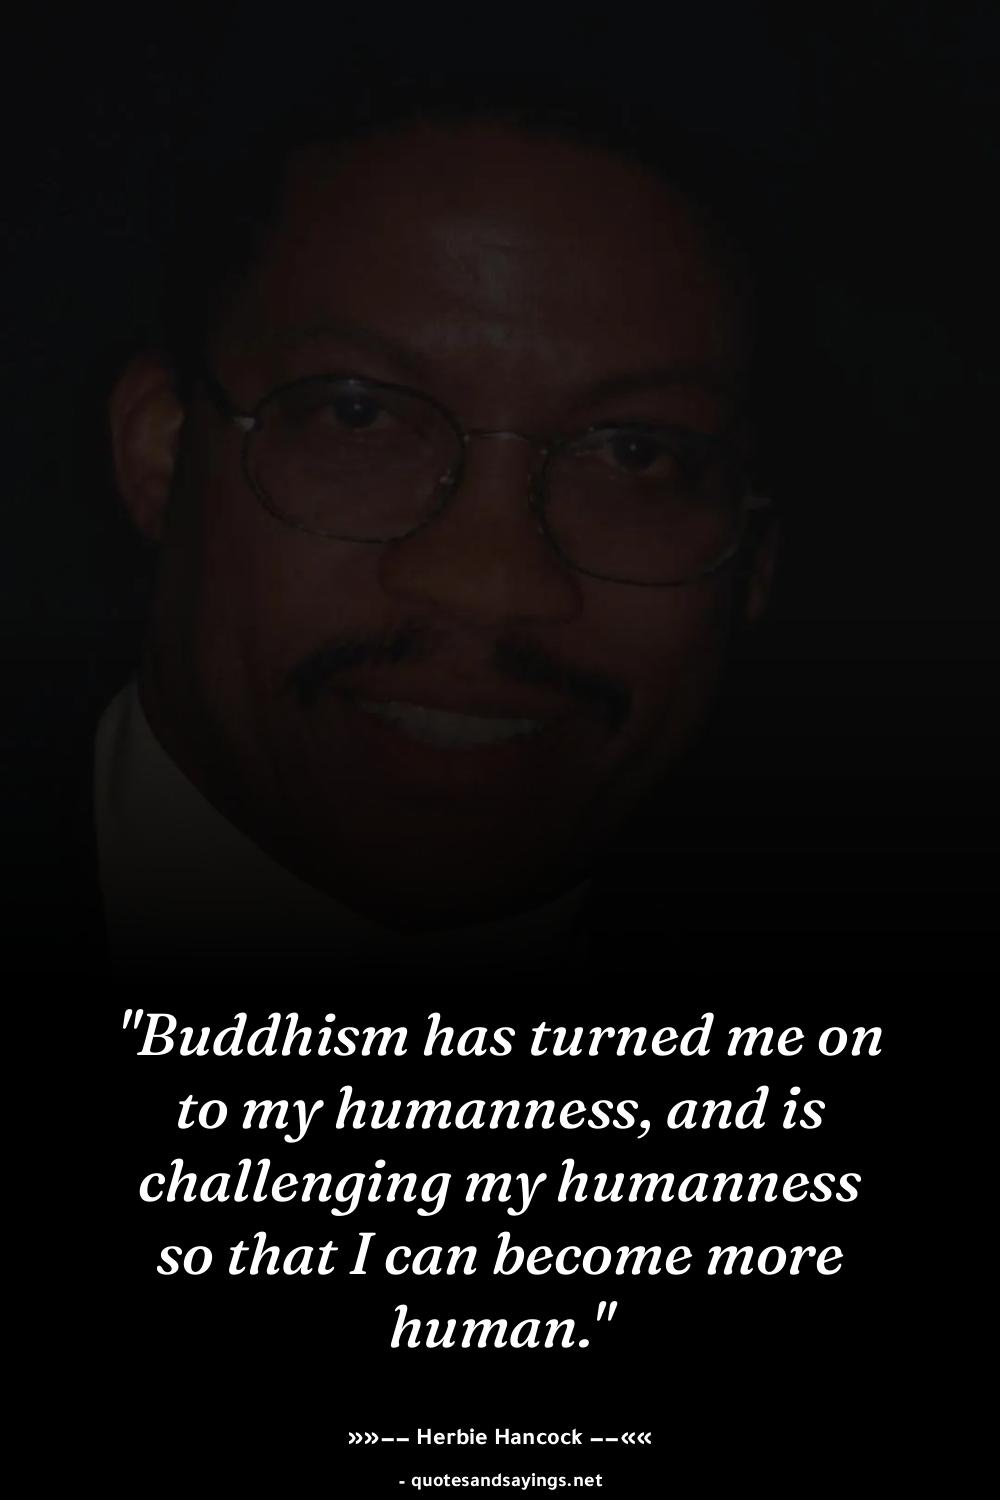 "Buddhism has turned me on
to my humanness, and is
challenging my humanness
so that I can become more
human."
»»−− Herbie Hancock −−««
- quotesandsayings.net